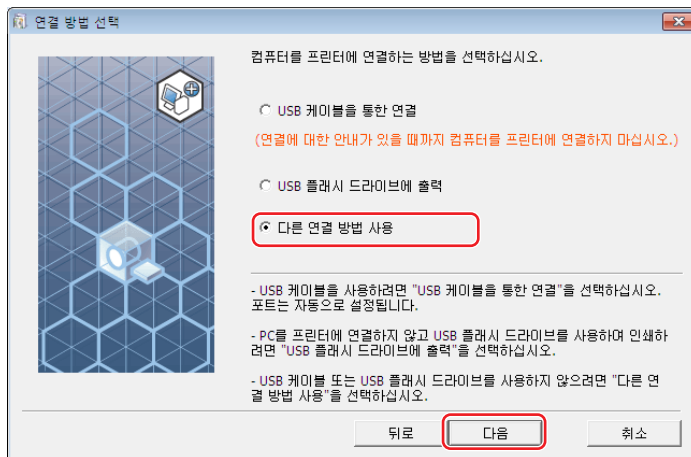 연결 방법 선택
컴퓨터를 프린터에 연결하는 방법을 선택하십시오.
USB 케이블을 통한 연결
(연결에 대한 안내가 있을 때까지 컴퓨터를 프린터에 연결하지 마십시오.)
USB 플래시 드라이브에 출력
다른 연결 방법 사용
- USB 케이블을 사용하려면 "USB 케이블을 통한 연결"을 선택하십시오.
포트는 자동으로 설정됩니다.
- PC를 프린터에 연결하지 않고 USB 플래시 드라이브를 사용하여 인쇄하
려면 "USB 플래시 드라이브에 출력"을 선택하십시오.
- USB 케이블 또는 USB 플래시 드라이브를 사용하지 않으려면 "다른 연
결 방법 사용"을 선택하십시오.
뒤로 다음 취소